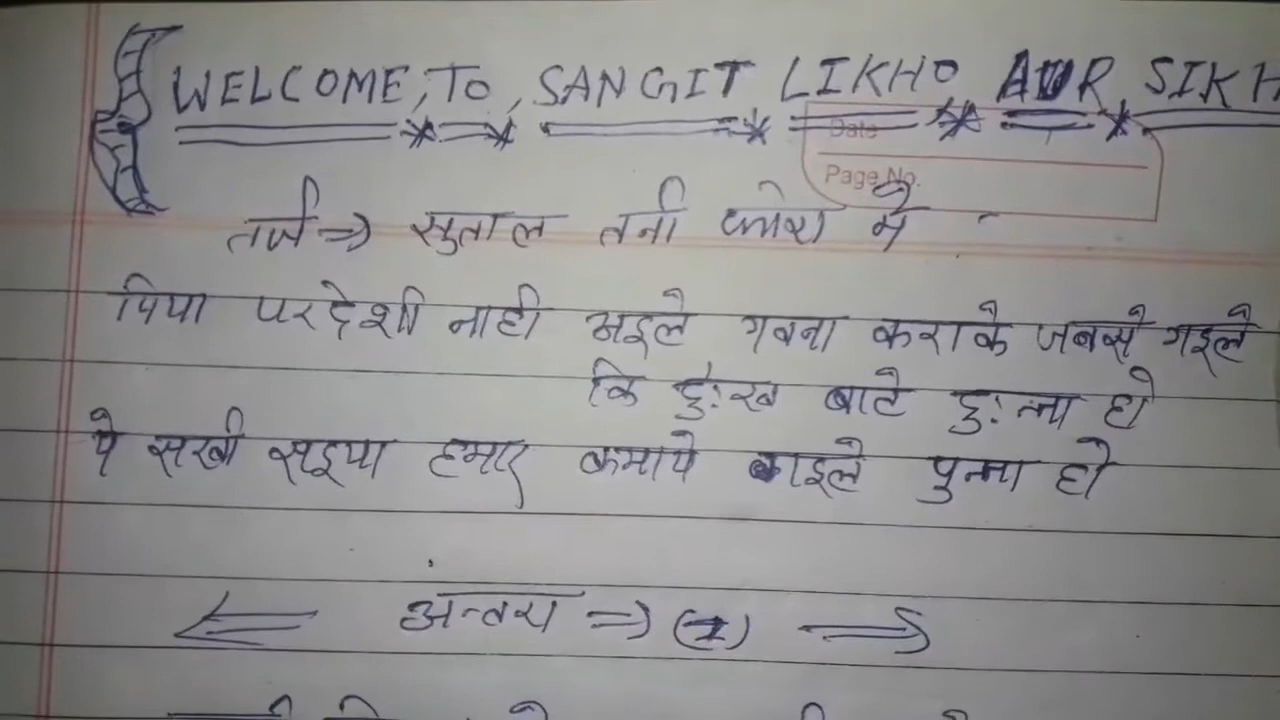 WELCOME, TO, SANGIT LIKHO, AUR, SIKH
Date
Page No.
तर्ज => सुताल तनी कोरा में -
पिया परदेशी नाही अइले गवना कराके जबसे गइले
कि दुःख बाटे दुःन्ना हो
ये सखी सइया हमार कमाये गइले पुन्ना हो
अन्तरा => (1)